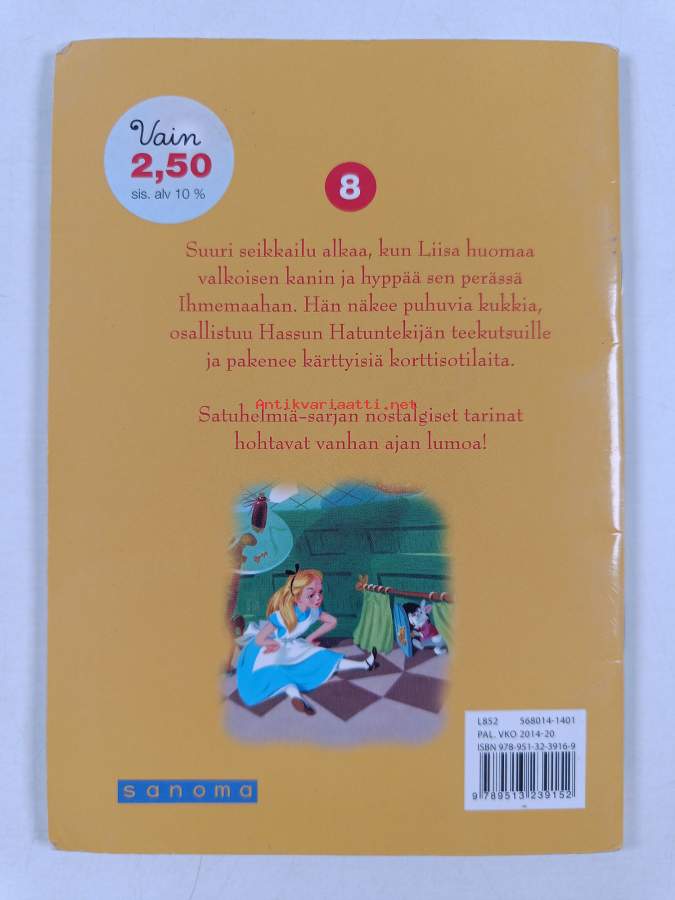 Vain
2,50
sis. alv 10 %
8
Suuri seikkailu alkaa, kun Liisa huomaa
valkoisen kanin ja hyppää sen perässä
Ihmemaahan. Hän näkee puhuvia kukkia,
osallistuu Hassun Hatuntekijän teekutsuille
ja pakenee kärttyisiä korttisotilaita.
Antikvariaatti.net
Satuhelmiä-sarjan nostalgiset tarinat
hohtavat vanhan ajan lumoa!
L852 568014-1401
PAL. VKO 2014-20
ISBN 978-951-32-3916-9
9 789513 239152
sanoma